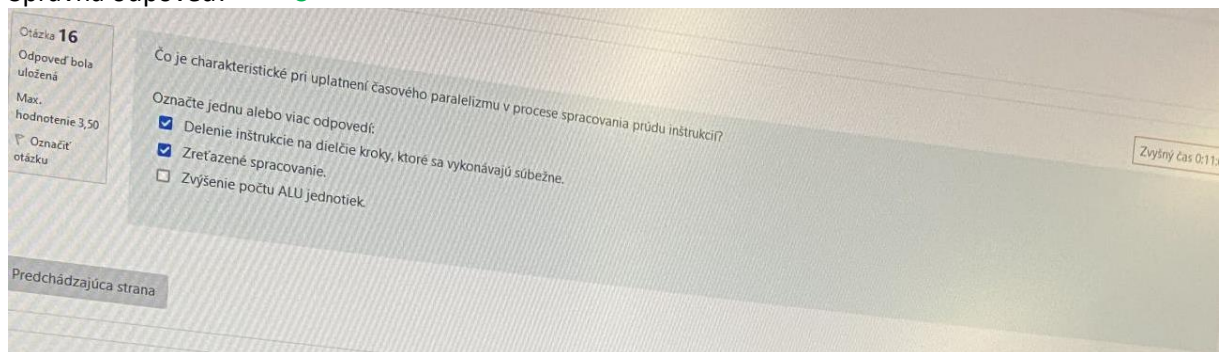 Otázka 16
Odpoveď bola
uložená
Max.
hodnotenie 3,50
Označiť
otázku
Čo je charakteristické pri uplatnení časového paralelizmu v procese spracovania prúdu inštrukcií?
Označte jednu alebo viac odpovedí:
Delenie inštrukcie na dielčie kroky, ktoré sa vykonávajú súbežne.
Zreťazené spracovanie.
Zvýšenie počtu ALU jednotiek.
Zvyšný čas 0:11:
Predchádzajúca strana